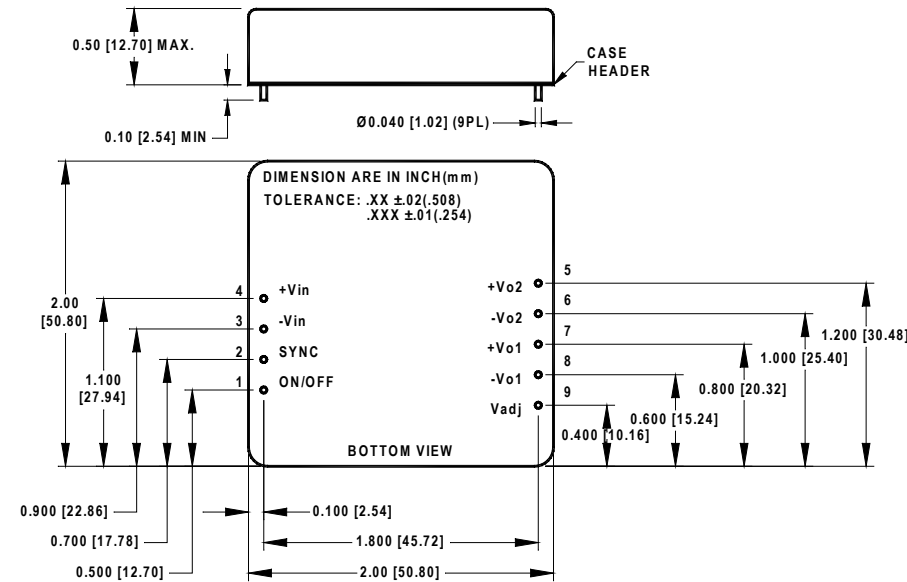 0.50 [12.70] MAX.
CASE
HEADER
Ø0.040 [1.02] (9PL)
0.10 [2.54] MIN
DIMENSION ARE IN INCH(mm)
TOLERANCE: .XX ±.02(.508)
.XXX ±.01(.254)
5
4 +Vin
+Vo2
6
2.00
[50.80]
3 -Vin
-Vo2
7
1.200 [30.48]
2 SYNC
+Vo1
1.000 [25.40]
8
1.100
[27.94]
1 ON/OFF
-Vo1
0.800 [20.32]
9
Vadj
0.600 [15.24]
0.400 [10.16]
BOTTOM VIEW
0.900 [22.86]
0.100 [2.54]
0.700 [17.78]
1.800 [45.72]
0.500 [12.70]
2.00 [50.80]